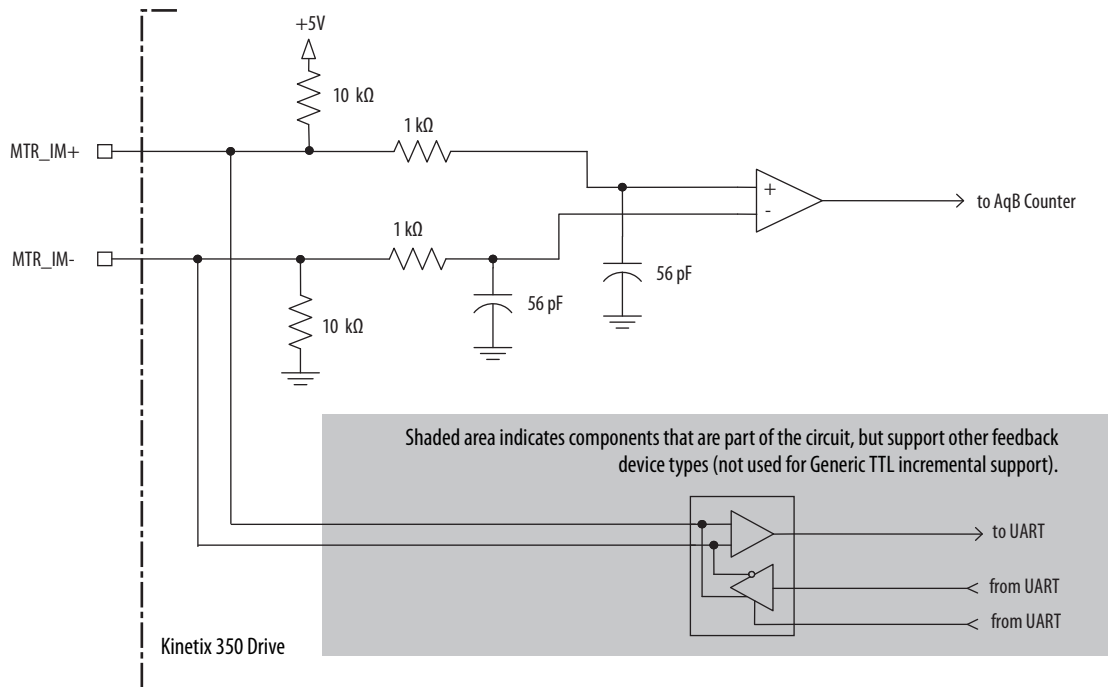 +5V
10 kΩ
1 kΩ
MTR_IM+
+
-
to AqB Counter
1 kΩ
MTR_IM-
56 pF
56 pF
10 kΩ
Shaded area indicates components that are part of the circuit, but support other feedback
device types (not used for Generic TTL incremental support).
to UART
from UART
from UART
Kinetix 350 Drive